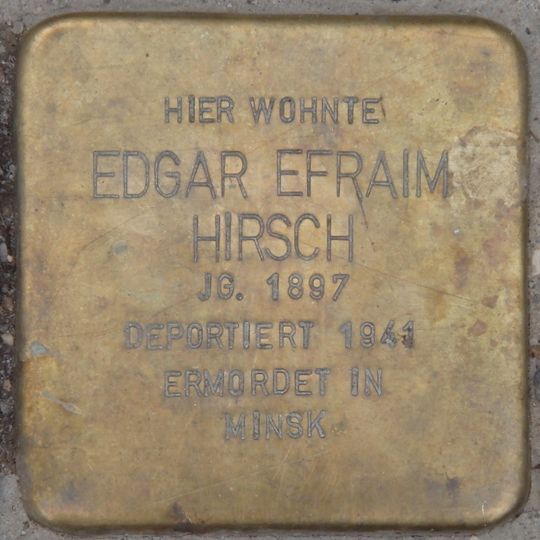 HIER WOHNTE
EDGAR EFRAIM
HIRSCH
JG. 1897
DEPORTIERT 1941
ERMORDET IN
MINSK